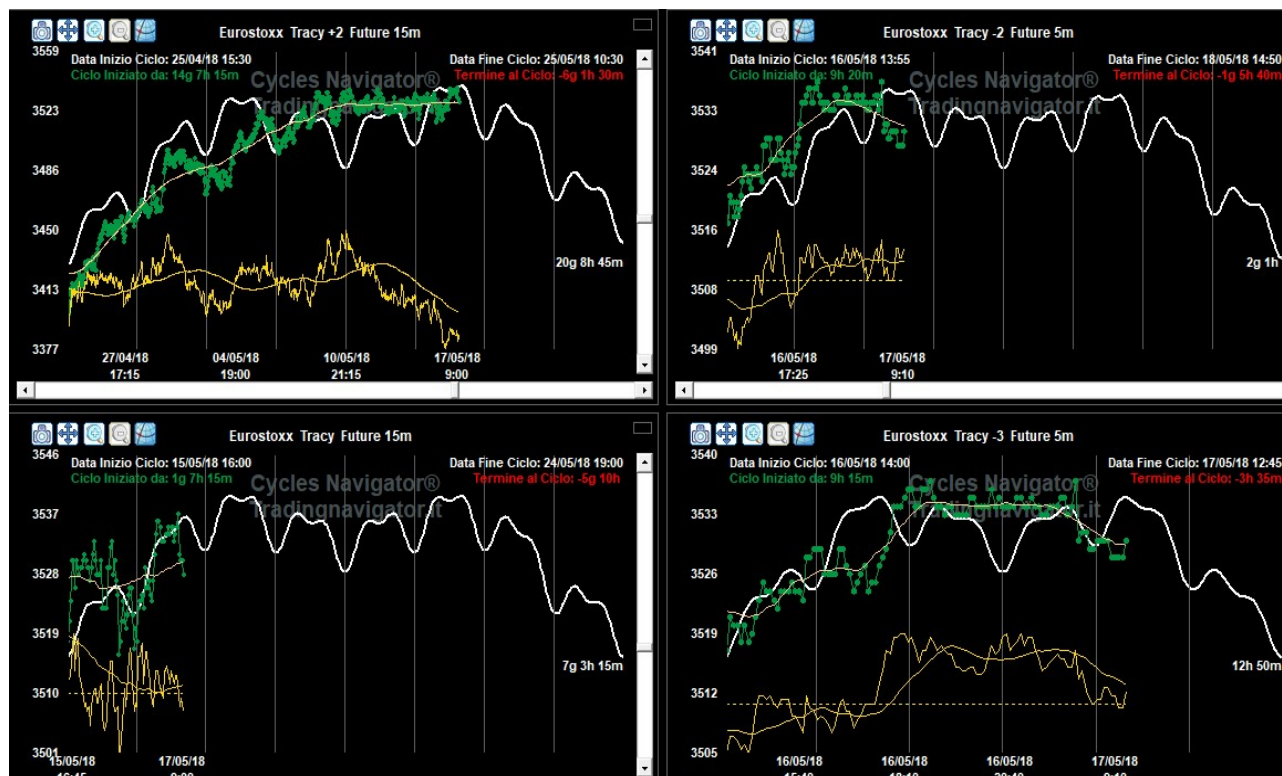 Eurostoxx Tracy +2 Future 15m
3559
Data Inizio Ciclo: 25/04/18 15:30
Data Fine Ciclo: 25/05/18 10:30
Ciclo Iniziato da: 14g 7h 15m
Termine al Ciclo: -6g 1h 30m
Cycles Navigator®
Tradingnavigator.it
3523
3486
3450
20g 8h 45m
3413
3377
27/04/18
04/05/18
10/05/18
17/05/18
17:15
19:00
21:15
9:00
Eurostoxx Tracy -2 Future 5m
3541
Data Inizio Ciclo: 16/05/18 13:55
Data Fine Ciclo: 18/05/18 14:50
Ciclo Iniziato da: 9h 20m
Termine al Ciclo: -1g 5h 40m
Cycles Navigator®
Tradingnavigator.it
3533
3524
3516
2g 1h
3508
3499
16/05/18
17/05/18
17:25
9:10
Eurostoxx Tracy Future 15m
3546
Data Inizio Ciclo: 15/05/18 16:00
Data Fine Ciclo: 24/05/18 19:00
Ciclo Iniziato da: 1g 7h 15m
Termine al Ciclo: -5g 10h
Cycles Navigator®
Tradingnavigator.it
3537
3528
3519
7g 3h 15m
3510
3501
15/05/18
17/05/18
Eurostoxx Tracy -3 Future 5m
3540
Data Inizio Ciclo: 16/05/18 14:00
Data Fine Ciclo: 17/05/18 12:45
Ciclo Iniziato da: 9h 15m
Termine al Ciclo: -3h 35m
Cycles Navigator®
Tradingnavigator.it
3533
3526
3519
12h 50m
3512
3505
16/05/18
16/05/18
16/05/18
17/05/18